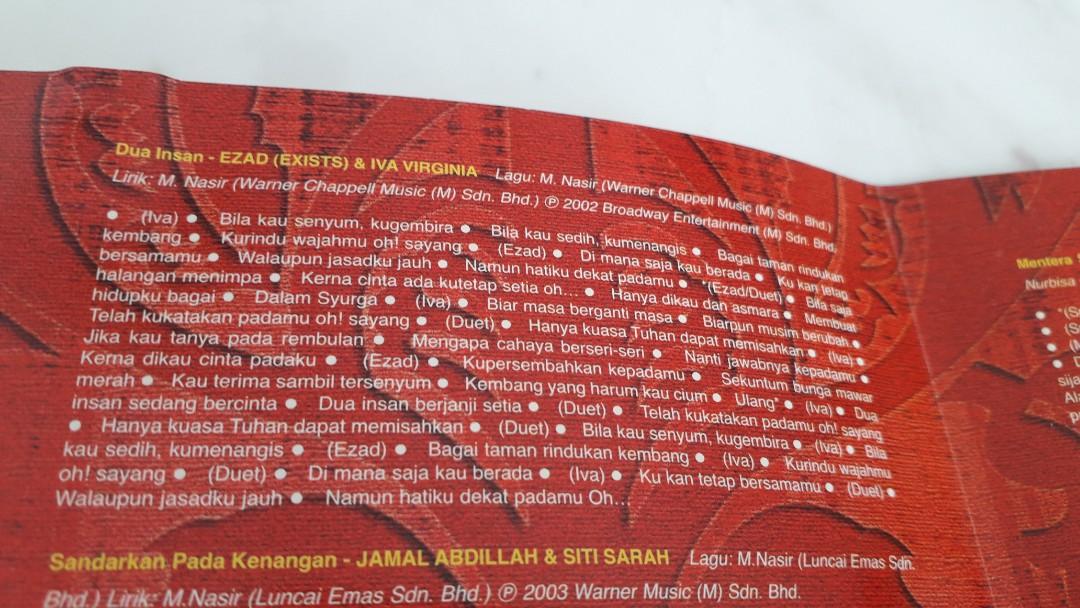 Dua Insan - EZAD (EXISTS) & IVA VIRGINIA Lagu: M. Nasir (Warner Chappell Music (M) Sdn. Bhd.)
Lirik: M. Nasir (Warner Chappell Music (M) Sdn. Bhd.) ℗ 2002 Broadway Entertainment (M) Sdn. Bhd.
● (Iva) ● Bila kau senyum, kugembira ● Bila kau sedih, kumenangis ● Bagai taman rindukan
kembang ● Kurindu wajahmu oh! sayang ● (Ezad) ● Di mana saja kau berada ● Ku kan tetap
bersamamu ● Walaupun jasadku jauh ● Namun hatiku dekat padamu ● *(Ezad/Duet) ● Bila saja
halangan menimpa ● Kerna cinta ada kutetap setia oh... ● Hanya dikau dan asmara ● Membuat
hidupku bagai ● Dalam Syurga ● (Iva) ● Biar masa berganti masa ● Biarpun musim berubah ●
Telah kukatakan padamu oh! sayang ● (Duet) ● Hanya kuasa Tuhan dapat memisahkan ● (Iva) ●
Jika kau tanya pada rembulan ● Mengapa cahaya berseri-seri ● Nanti jawabnya kepadamu ●
Kerna dikau cinta padaku ● (Ezad) ● Kupersembahkan kepadamu ● Sekuntum bunga mawar
merah ● Kau terima sambil tersenyum ● Kembang yang harum kau cium ● Ulang* ● (Iva) ● Dua
insan sedang bercinta ● Dua insan berjanji setia ● (Duet) ● Telah kukatakan padamu oh! sayang
● Hanya kuasa Tuhan dapat memisahkan ● (Duet) ● Bila kau senyum, kugembira ● (Iva) ● Bila
kau sedih, kumenangis ● (Ezad) ● Bagai taman rindukan kembang ● (Iva) ● Kurindu wajahmu
oh! sayang ● (Duet) ● Di mana saja kau berada ● (Iva) ● Ku kan tetap bersamamu ● (Duet) ●
Walaupun jasadku jauh ● Namun hatiku dekat padamu Oh...
Sandarkan Pada Kenangan - JAMAL ABDILLAH & SITI SARAH Lagu: M.Nasir (Luncai Emas Sdn.
Bhd.) Lirik: M.Nasir (Luncai Emas Sdn. Bhd.) ℗ 2003 Warner Music (M) Sdn. Bhd.
Mentera
Nurbisa